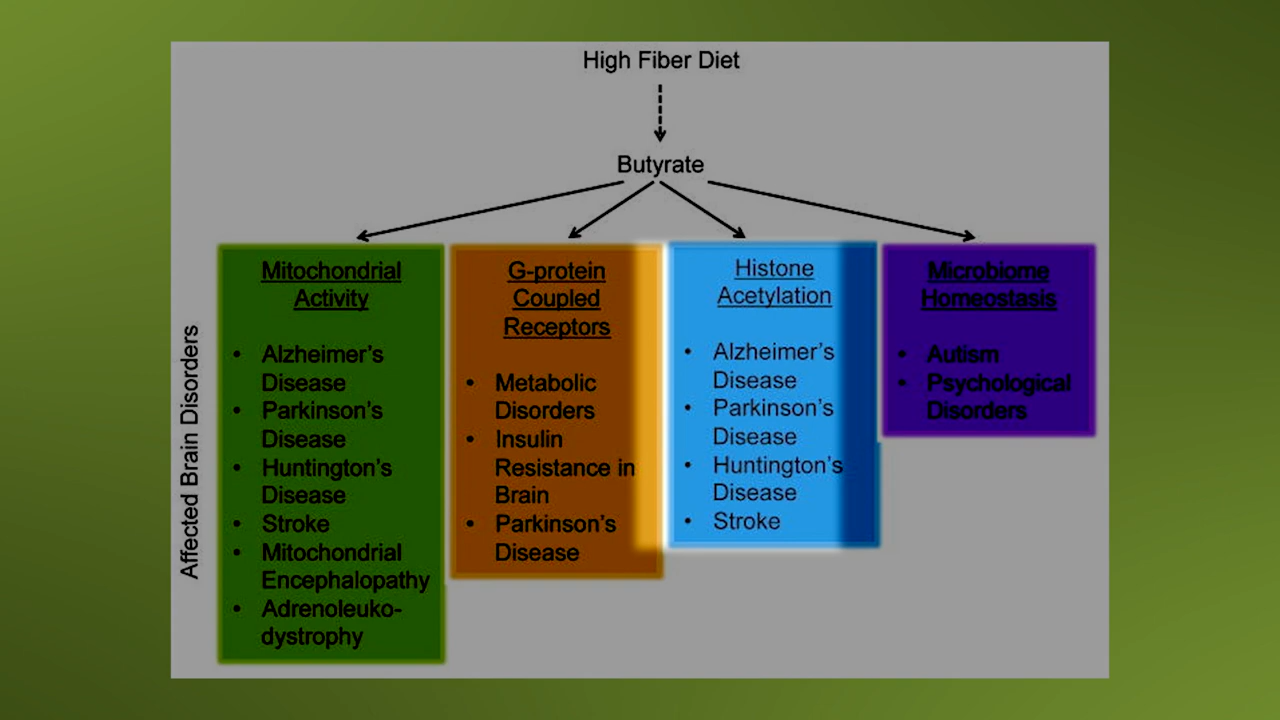 High Fiber Diet
Butyrate
Affected Brain Disorders
Mitochondrial
Activity
• Alzheimer's
Disease
• Parkinson's
Disease
• Huntington's
Disease
• Stroke
• Mitochondrial
Encephalopathy
• Adrenoleuko-
dystrophy
G-protein
Coupled
Receptors
• Metabolic
Disorders
• Insulin
Resistance in
Brain
• Parkinson's
Disease
Histone
Acetylation
• Alzheimer's
Disease
• Parkinson's
Disease
• Huntington's
Disease
• Stroke
Microbiome
Homeostasis
• Autism
• Psychological
Disorders